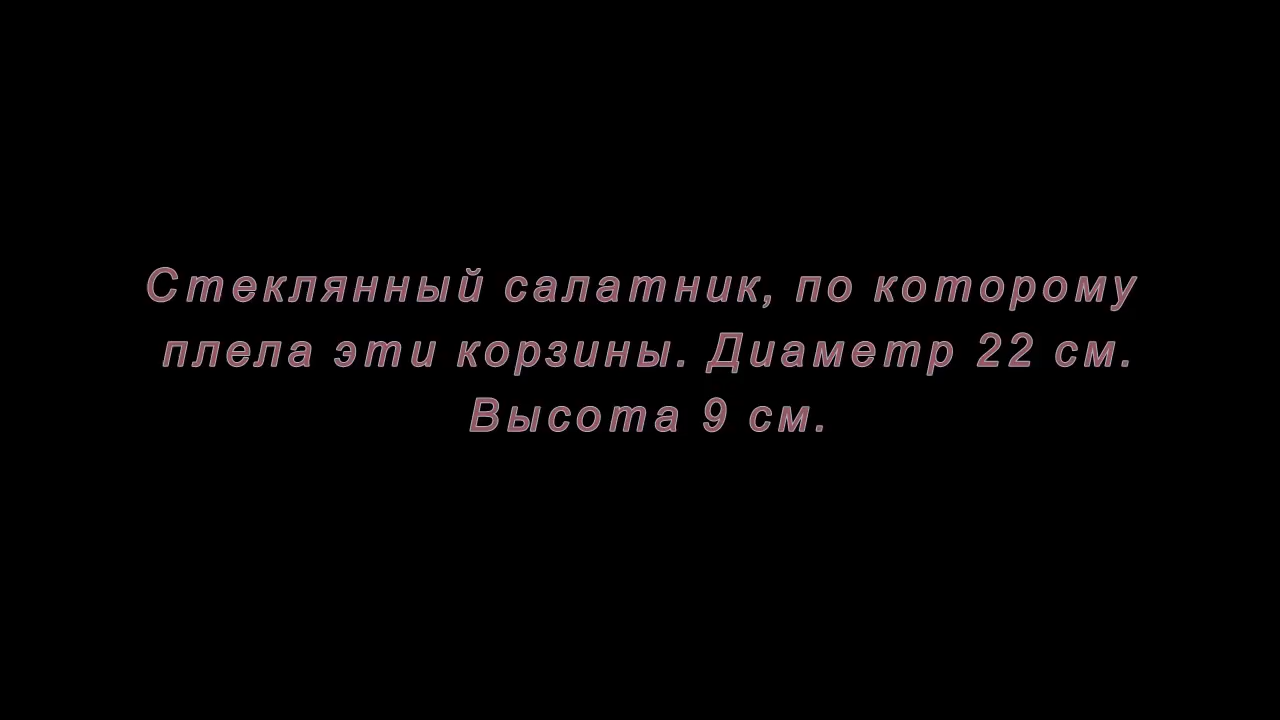 Стеклянный салатник, по которому
плела эти корзины. Диаметр 22 см.
Высота 9 см.